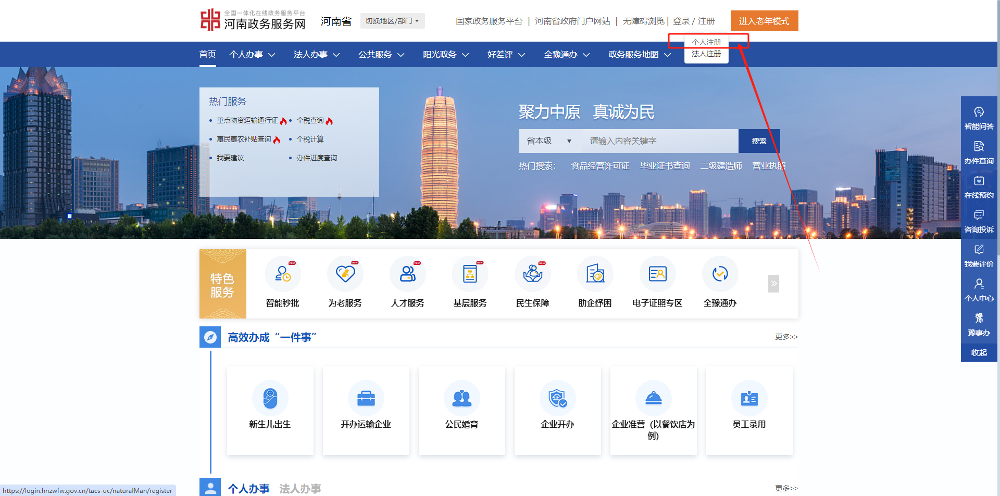 全国一体化在线政务服务平台
河南政务服务网
河南省
切换地区/部门
国家政务服务平台 | 河南省政府门户网站 | 无障碍浏览 | 登录 / 注册
进入老年模式
个人注册
法人注册
首页 个人办事 法人办事 公共服务 阳光政务 好差评 全豫通办 政务服务地图
热门服务
重点物资运输通行证 个税查询
惠民惠农补贴查询 个税计算
我要建议 办件进度查询
聚力中原 真诚为民
省本级 请输入内容关键字 搜索
热门搜索： 食品经营许可证 毕业证书查询 二级建造师 营业执照
智能问答
办件查询
在线预约
咨询投诉
我要评价
个人中心
豫事办
收起
特色
服务
new new new new new
智能秒批 为老服务 人才服务 基层服务 民生保障 助企纾困 电子证照专区 全豫通办
»
高效办成“一件事” 更多>>
新生儿出生 开办运输企业 公民婚育 企业开办 企业准营（以餐饮店为
例） 员工录用
个人办事 法人办事 更多>>
https://login.hnzwfw.gov.cn/tacs-uc/naturalMan/register